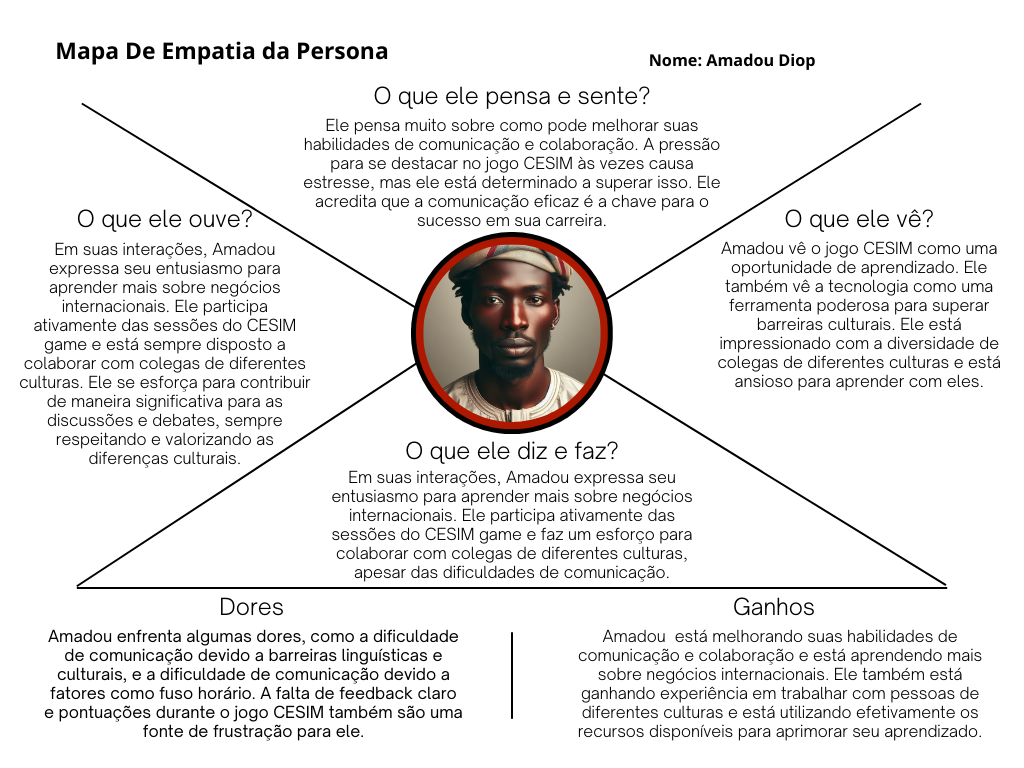 Mapa De Empatia da Persona
Nome: Amadou Diop
O que ele pensa e sente?
Ele pensa muito sobre como pode melhorar suas
habilidades de comunicação e colaboração. A pressão
para se destacar no jogo CESIM às vezes causa
estresse, mas ele está determinado a superar isso. Ele
acredita que a comunicação eficaz é a chave para o
sucesso em sua carreira.
O que ele ouve?
Em suas interações, Amadou
expressa seu entusiasmo para
aprender mais sobre negócios
internacionais. Ele participa
ativamente das sessões do CESIM
game e está sempre disposto a
colaborar com colegas de diferentes
culturas. Ele se esforça para contribuir
de maneira significativa para as
discussões e debates, sempre
respeitando e valorizando as
diferenças culturais.
O que ele vê?
Amadou vê o jogo CESIM como uma
oportunidade de aprendizado. Ele
também vê a tecnologia como uma
ferramenta poderosa para superar
barreiras culturais. Ele está
impressionado com a diversidade de
colegas de diferentes culturas e está
ansioso para aprender com eles.
O que ele diz e faz?
Em suas interações, Amadou expressa seu
entusiasmo para aprender mais sobre negócios
internacionais. Ele participa ativamente das
sessões do CESIM game e faz um esforço para
colaborar com colegas de diferentes culturas,
apesar das dificuldades de comunicação.
Dores
Amadou enfrenta algumas dores, como a dificuldade
de comunicação devido a barreiras linguísticas e
culturais, e a dificuldade de comunicação devido a
fatores como fuso horário. A falta de feedback claro
e pontuações durante o jogo CESIM também são uma
fonte de frustração para ele.
Ganhos
Amadou  está melhorando suas habilidades de
comunicação e colaboração e está aprendendo mais
sobre negócios internacionais. Ele também está
ganhando experiência em trabalhar com pessoas de
diferentes culturas e está utilizando efetivamente os
recursos disponíveis para aprimorar seu aprendizado.